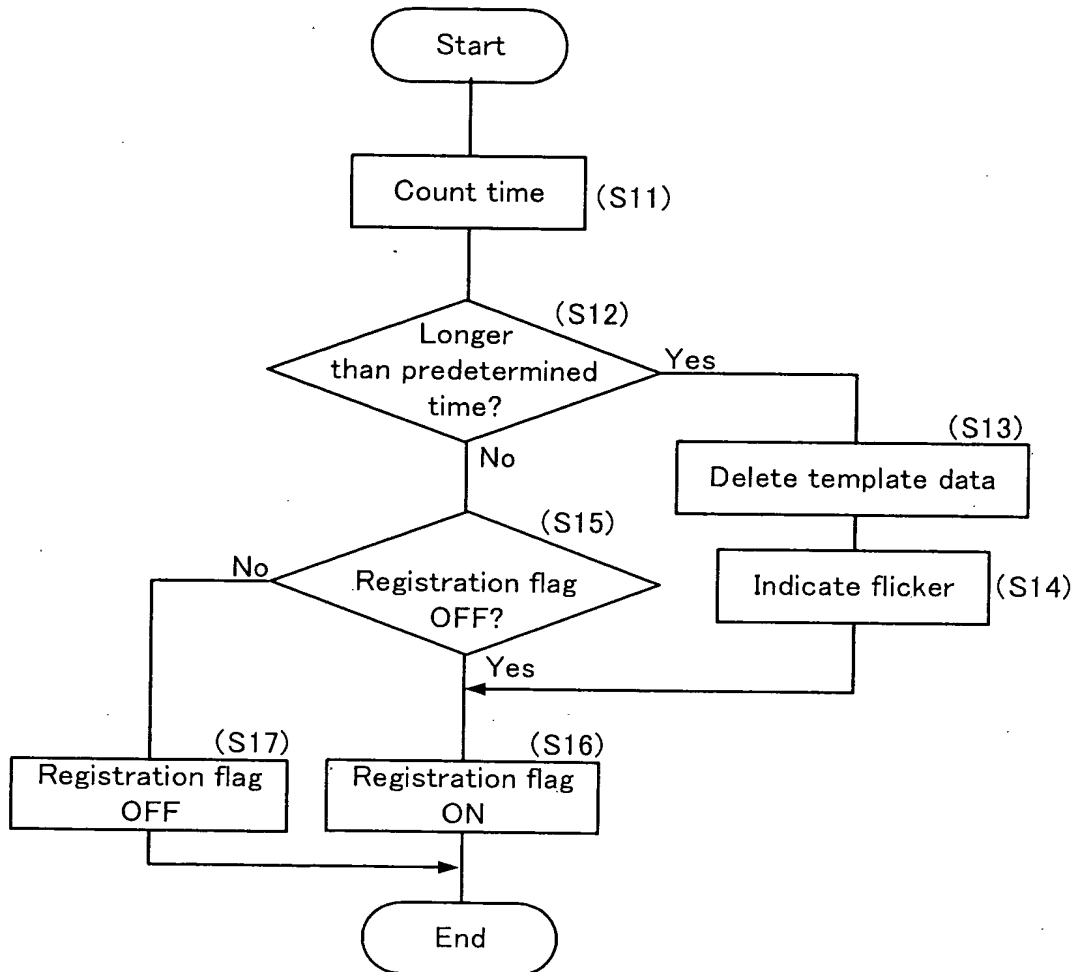 Start
Count time
(S11)
(S12)
Longer
than predetermined
time?
Yes
No
(S13)
Delete template data
Indicate flicker
(S14)
(S15)
Registration flag
OFF?
No
Yes
(S17)
Registration flag
OFF
(S16)
Registration flag
ON
End